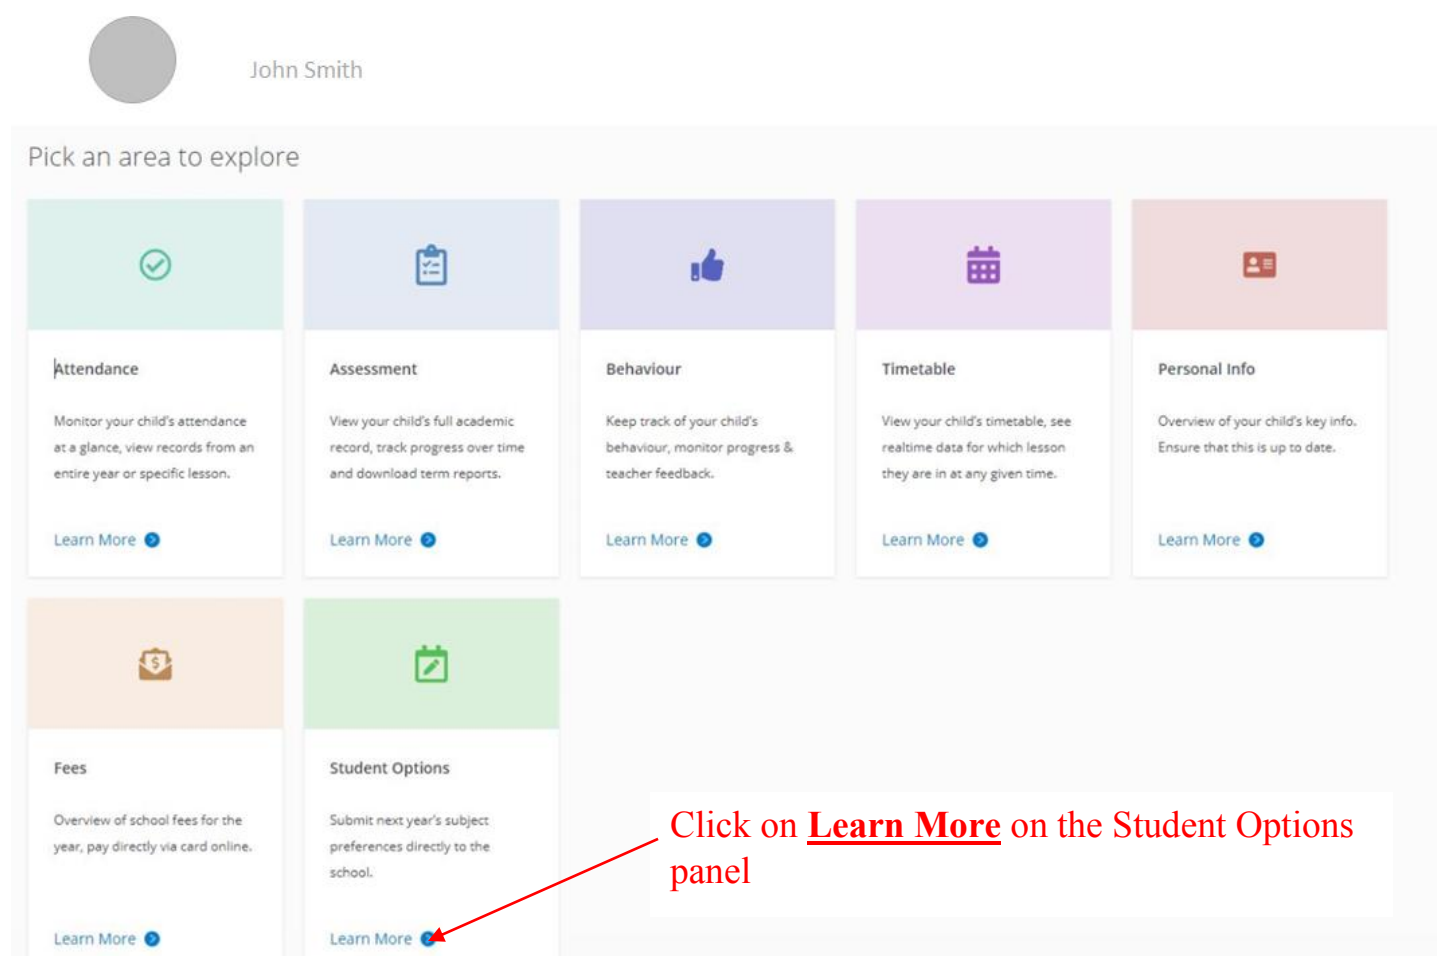 John Smith
Pick an area to explore
Attendance
Monitor your child's attendance
at a glance, view records from an
entire year or specific lesson.
Learn More
Assessment
View your child's full academic
record, track progress over time
and download term reports.
Learn More
Behaviour
Keep track of your child's
behaviour, monitor progress &
teacher feedback.
Learn More
Timetable
View your child's timetable, see
realtime data for which lesson
they are in at any given time.
Learn More
Personal Info
Overview of your child's key info.
Ensure that this is up to date.
Learn More
Fees
Overview of school fees for the
year, pay directly via card online.
Learn More
Student Options
Submit next year's subject
preferences directly to the
school.
Learn More
Click on Learn More on the Student Options
panel